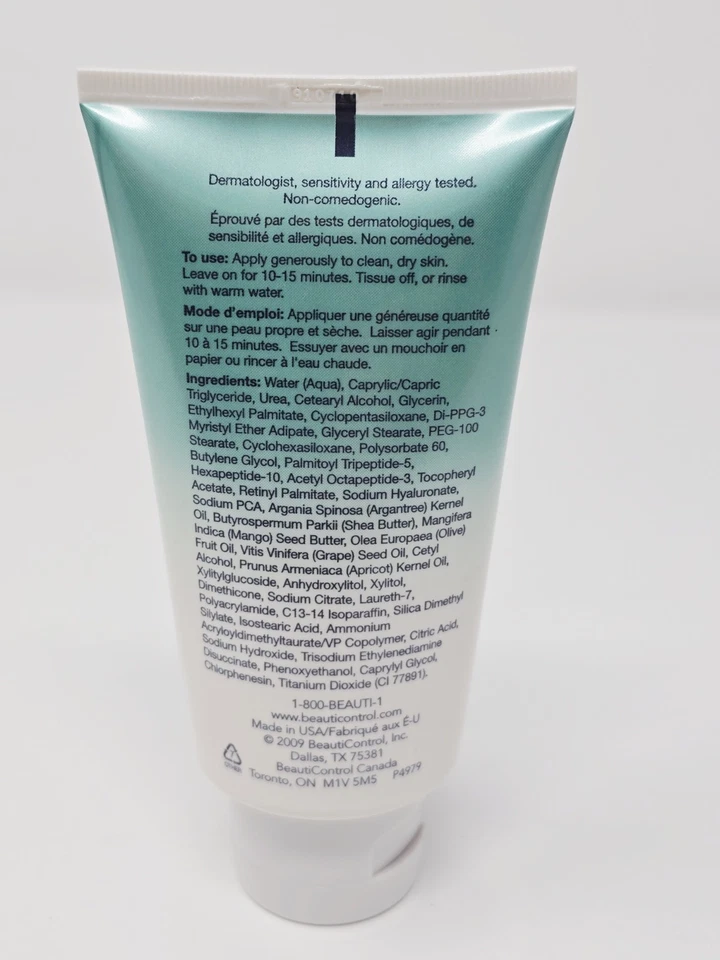 Dermatologist, sensitivity and allergy tested.
Non-comedogenic.
Éprouvé par des tests dermatologiques, de
sensibilité et allergiques. Non comédogène.
To use: Apply generously to clean, dry skin.
Leave on for 10-15 minutes. Tissue off, or rinse
with warm water.
Mode d'emploi: Appliquer une généreuse quantité
sur une peau propre et sèche. Laisser agir pendant
10 à 15 minutes. Essuyer avec un mouchoir en
papier ou rincer à l'eau chaude.
Ingredients: Water (Aqua), Caprylic/Capric
Triglyceride, Urea, Cetearyl Alcohol, Glycerin,
Ethylhexyl Palmitate, Cyclopentasiloxane, Di-PPG-3
Myristyl Ether Adipate, Glyceryl Stearate, PEG-100
Stearate, Cyclohexasiloxane, Polysorbate 60,
Butylene Glycol, Palmitoyl Tripeptide-5,
Hexapeptide-10, Acetyl Octapeptide-3, Tocopheryl
Acetate, Retinyl Palmitate, Sodium Hyaluronate,
Sodium PCA, Argania Spinosa (Argantree) Kernel
Oil, Butyrospermum Parkii (Shea Butter), Mangifera
Indica (Mango) Seed Butter, Olea Europaea (Olive)
Fruit Oil, Vitis Vinifera (Grape) Seed Oil, Cetyl
Alcohol, Prunus Armeniaca (Apricot) Kernel Oil,
Xylitylglucoside, Anhydroxylitol, Xylitol,
Dimethicone, Sodium Citrate, Laureth-7,
Polyacrylamide, C13-14 Isoparaffin, Silica Dimethyl
Silylate, Isostearic Acid, Ammonium
Acryloyldimethyltaurate/VP Copolymer, Citric Acid,
Sodium Hydroxide, Trisodium Ethylenediamine
Disuccinate, Phenoxyethanol, Caprylyl Glycol,
Chlorphenesin, Titanium Dioxide (CI 77891).
1-800-BEAUTI-1
www.beauticontrol.com
Made in USA/Fabriqué aux É-U
© 2009 BeautiControl, Inc.
Dallas, TX 75381
BeautiControl Canada
Toronto, ON M1V 5M5 P4979
7
OTHER